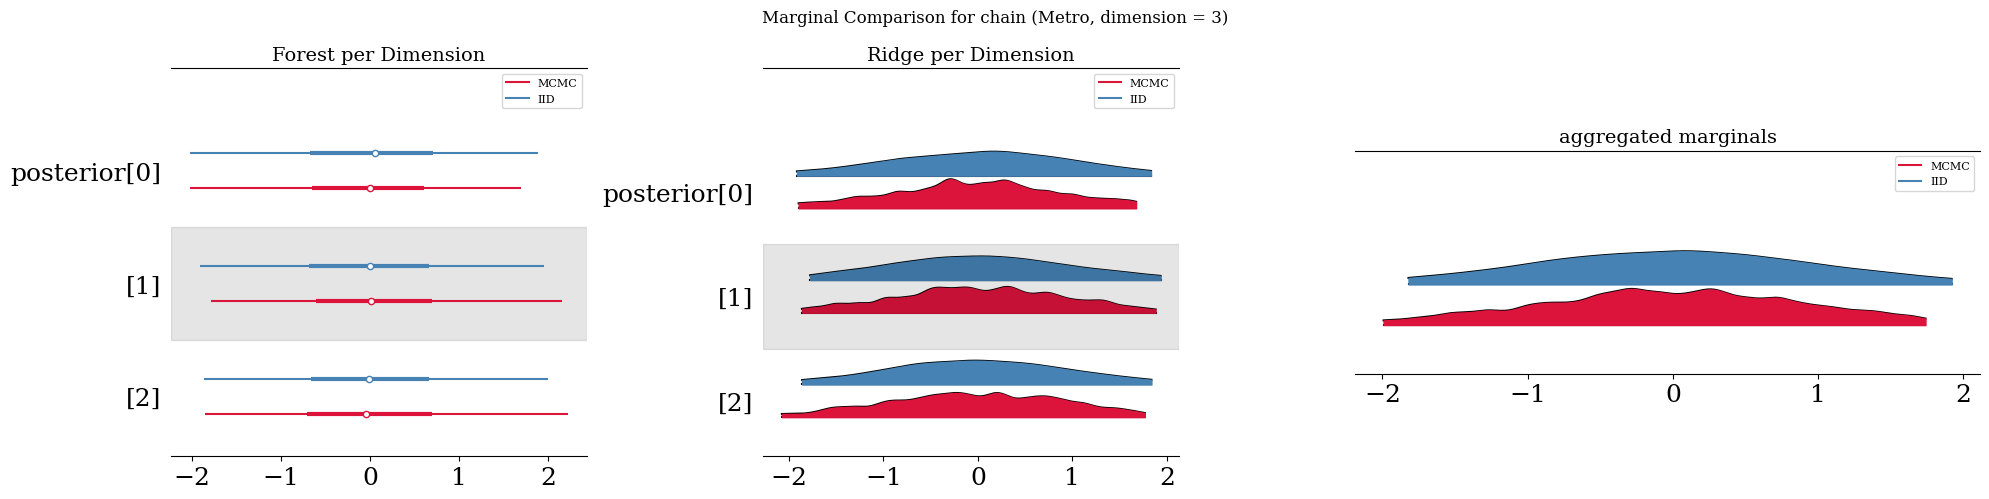 Marginal Comparison for chain (Metro, dimension = 3)
Forest per Dimension
MCMC
IID
posterior[0]
[1]
[2]
−2 −1 0 1 2
Ridge per Dimension
MCMC
IID
posterior[0]
[1]
[2]
−2 −1 0 1 2
aggregated marginals
MCMC
IID
−2 −1 0 1 2